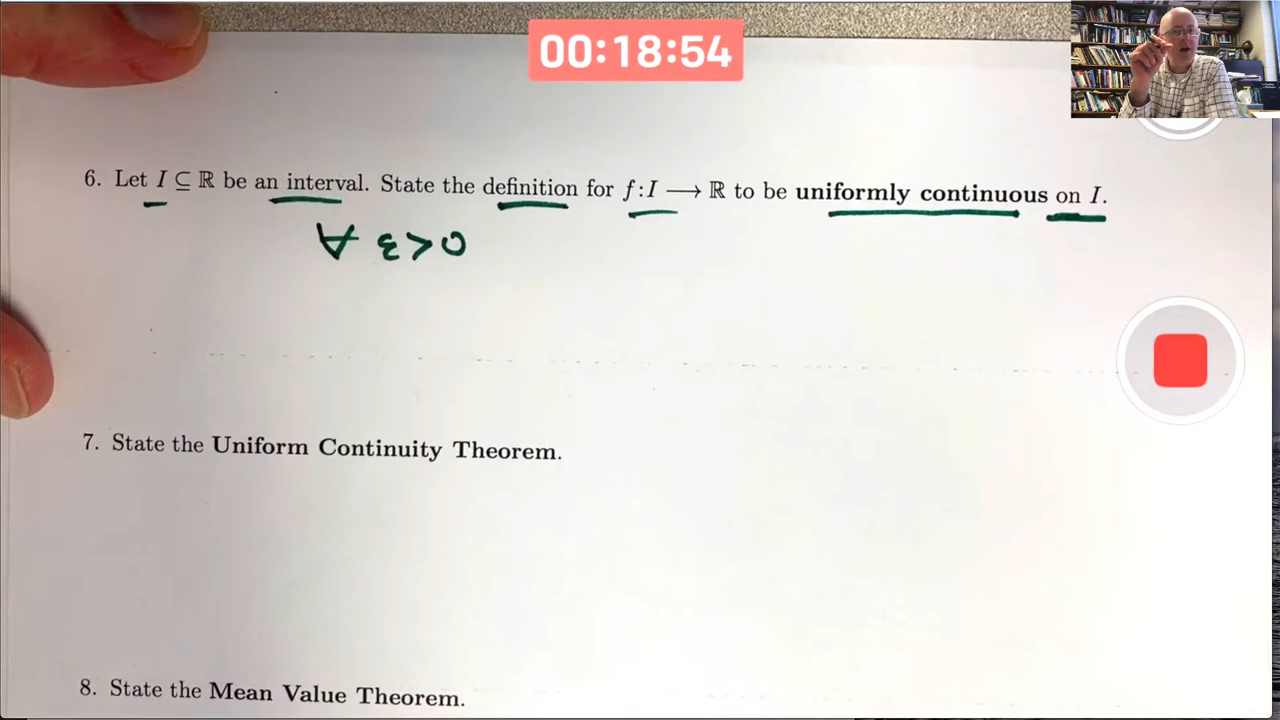 00:18:54
6. Let I ⊆ ℝ be an interval. State the definition for f : I ⟶ ℝ to be uniformly continuous on I.
∀ ε>0
7. State the Uniform Continuity Theorem.
8. State the Mean Value Theorem.